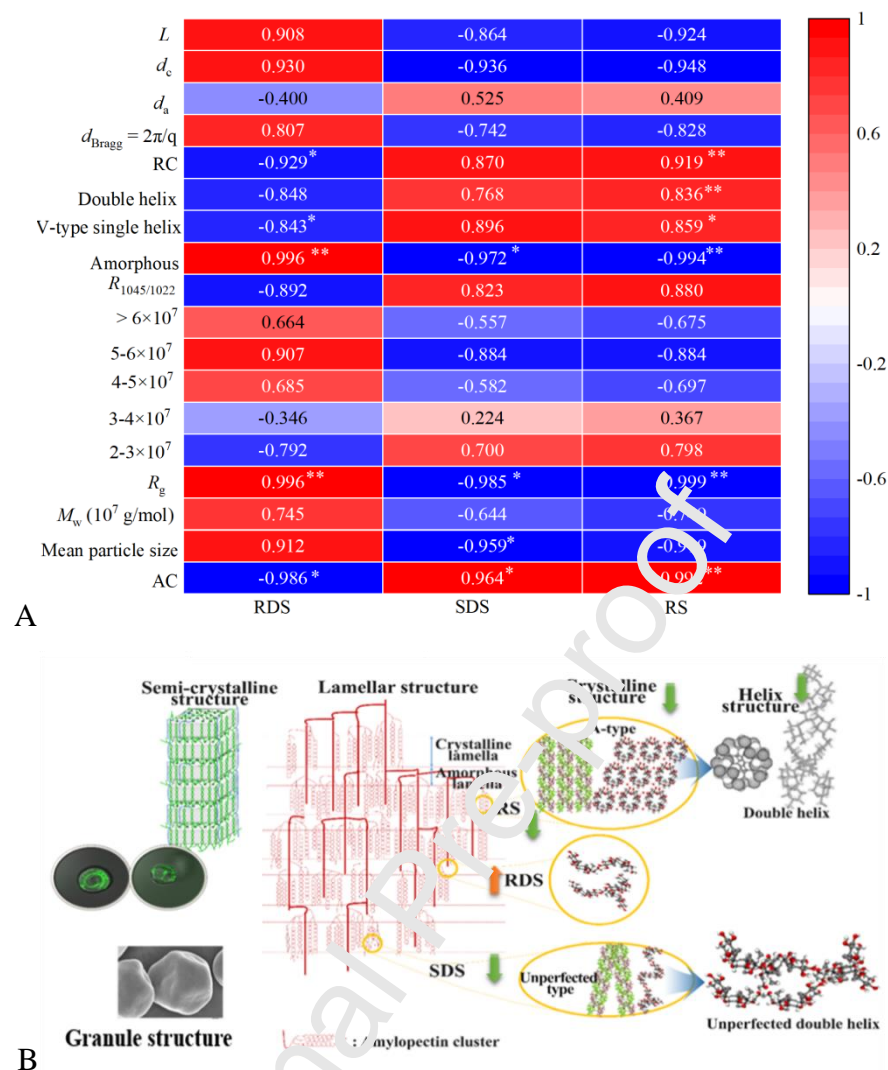 L 0.908 -0.864 -0.924
dc 0.930 -0.936 -0.948
da -0.400 0.525 0.409
dBragg = 2π/q 0.807 -0.742 -0.828
RC -0.929* 0.870 0.919**
Double helix -0.848 0.768 0.836**
V-type single helix -0.843* 0.896 0.859*
Amorphous 0.996** -0.972* -0.994**
R1045/1022 -0.892 0.823 0.880
> 6×10⁷ 0.664 -0.557 -0.675
5-6×10⁷ 0.907 -0.884 -0.884
4-5×10⁷ 0.685 -0.582 -0.697
3-4×10⁷ -0.346 0.224 0.367
2-3×10⁷ -0.792 0.700 0.798
Rg 0.996** -0.985* 0.999**
Mw (10⁷ g/mol) 0.745 -0.644
Mean particle size 0.912 -0.959*
AC -0.986* 0.964* **
RDS SDS RS
1
0.6
0.2
-0.2
-0.6
-1
A
Semi-crystalline
structure
Lamellar structure
Crystalline
structure
A-type
Helix
structure
Crystalline
lamella
Amorphous
lamella
RS
Double helix
RDS
SDS
Unperfected
type
Unperfected double helix
Granule structure
: Amylopectin cluster
B
Pre-proof